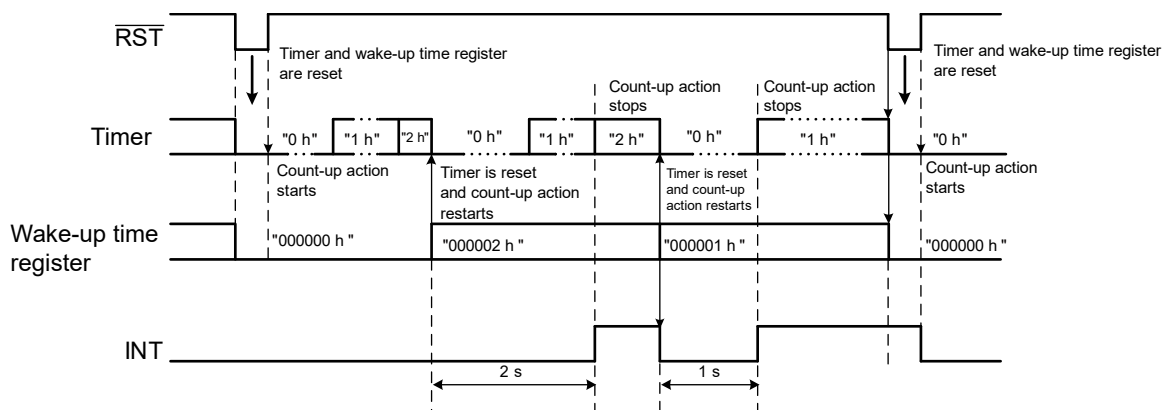 RST
Timer and wake-up time register
are reset
Timer and wake-up time register
are reset
Count-up action
stops
Count-up action
stops
Timer
"0 h"
"1 h"
"2 h"
"0 h"
"1 h"
"2 h"
"0 h"
"1 h"
"0 h"
Count-up action
starts
Timer is reset
and count-up action
restarts
Timer is reset
and count-up
action restarts
Count-up action
starts
Wake-up time
register
"000000 h "
"000002 h "
"000001 h "
"000000 h "
INT
2 s
1 s